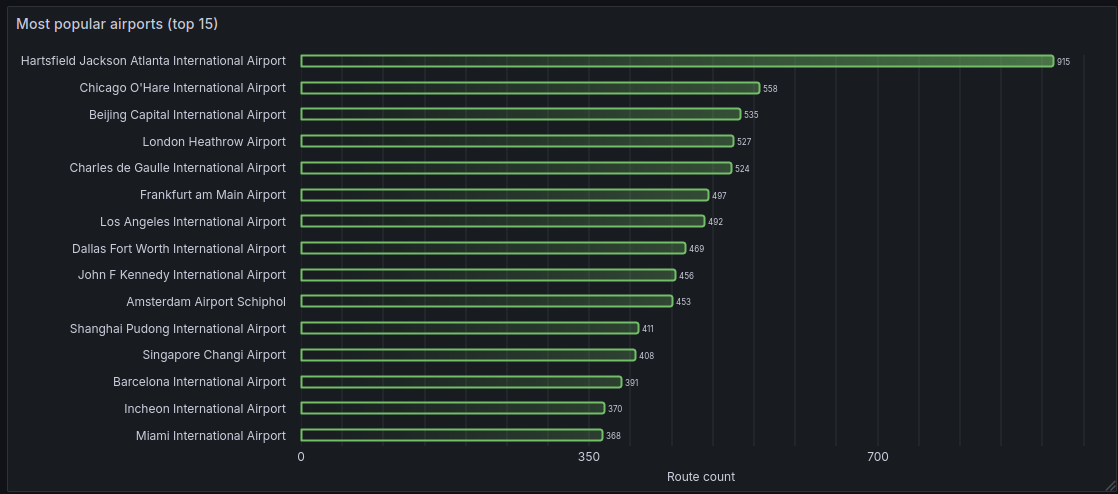 Most popular airports (top 15)
Hartsfield Jackson Atlanta International Airport 915
Chicago O'Hare International Airport 558
Beijing Capital International Airport 535
London Heathrow Airport 527
Charles de Gaulle International Airport 524
Frankfurt am Main Airport 497
Los Angeles International Airport 492
Dallas Fort Worth International Airport 469
John F Kennedy International Airport 456
Amsterdam Airport Schiphol 453
Shanghai Pudong International Airport 411
Singapore Changi Airport 408
Barcelona International Airport 391
Incheon International Airport 370
Miami International Airport 368
0 350 700
Route count